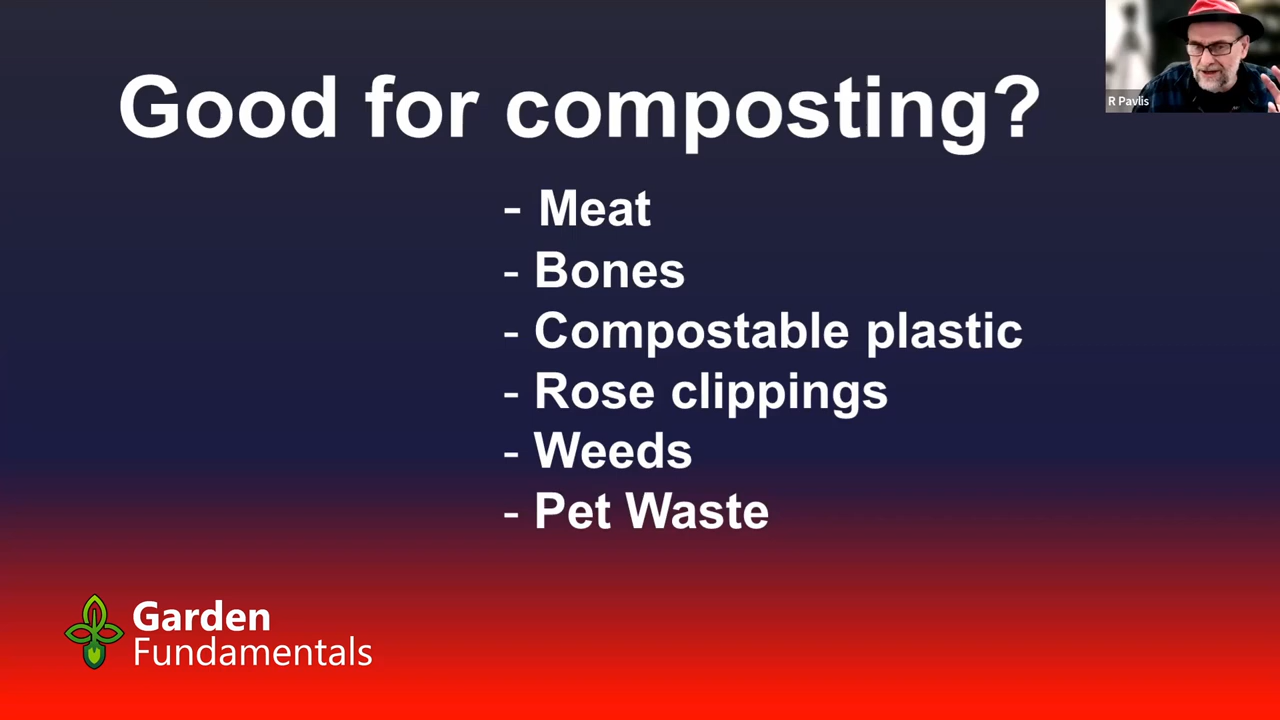 Good for composting?
R Pavlis
- Meat
- Bones
- Compostable plastic
- Rose clippings
- Weeds
- Pet Waste
Garden
Fundamentals